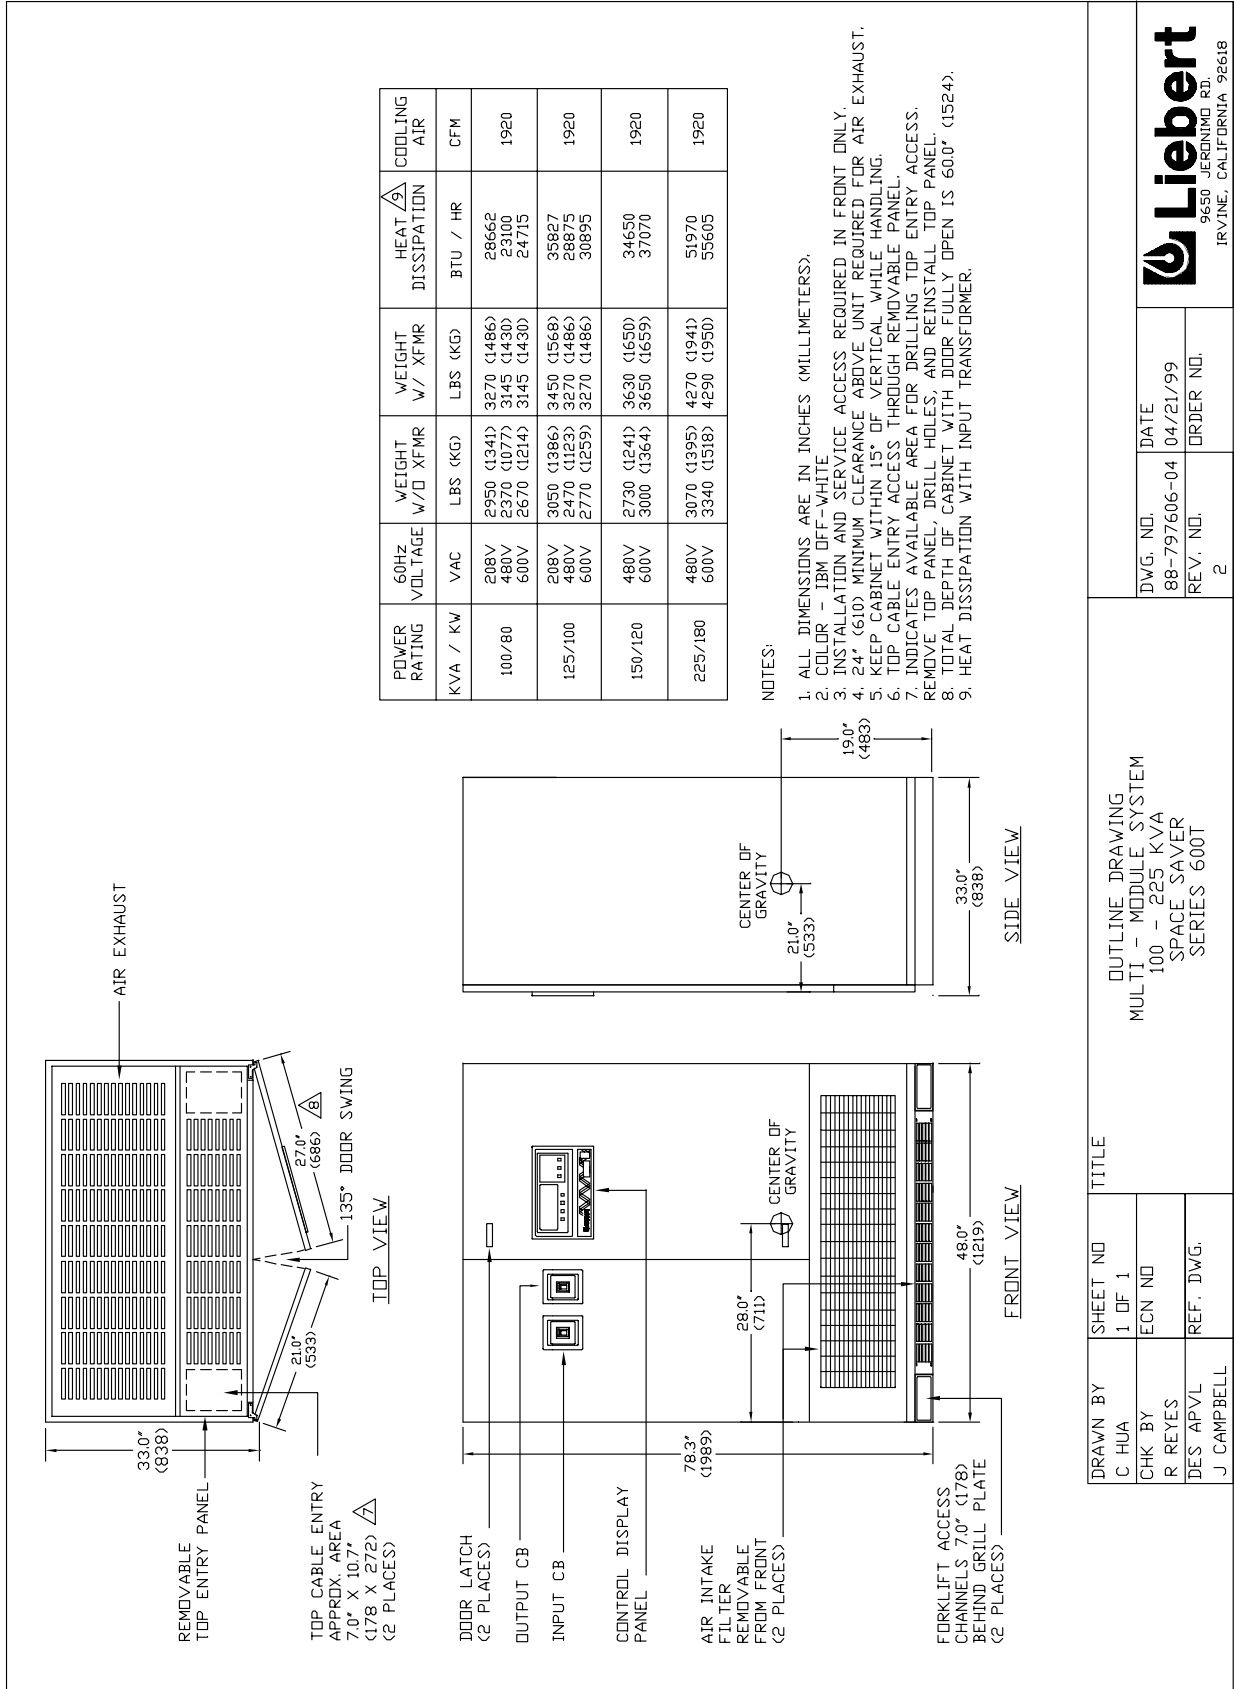 AIR EXHAUST
33.0"
(838)
27.0"
(686)
8
135° DOOR SWING
21.0"
(533)
TOP VIEW
REMOVABLE
TOP ENTRY PANEL
TOP CABLE ENTRY
APPROX. AREA
7.0" X 10.7"
(178 X 272) 7
(2 PLACES)
POWER RATING
60Hz VOLTAGE
WEIGHT W/O XFMR
WEIGHT W/ XFMR
HEAT 9 DISSIPATION
COOLING AIR
KVA / KW VAC LBS (KG) LBS (KG) BTU / HR CFM
100/80 208V 2950 (1341) 3270 (1486) 28662 1920
480V 2370 (1077) 3145 (1430) 23100
600V 2670 (1214) 3145 (1430) 24715
125/100 208V 3050 (1386) 3450 (1568) 35827 1920
480V 2470 (1123) 3270 (1486) 28875
600V 2770 (1259) 3270 (1486) 30895
150/120 480V 2730 (1241) 3630 (1650) 34650 1920
600V 3000 (1364) 3650 (1659) 37070
225/180 480V 3070 (1395) 4270 (1941) 51970 1920
600V 3340 (1518) 4290 (1950) 55605
NOTES:
1. ALL DIMENSIONS ARE IN INCHES (MILLIMETERS).
2. COLOR - IBM OFF-WHITE
3. INSTALLATION AND SERVICE ACCESS REQUIRED IN FRONT ONLY.
4. 24" (610) MINIMUM CLEARANCE ABOVE UNIT REQUIRED FOR AIR EXHAUST.
5. KEEP CABINET WITHIN 15° OF VERTICAL WHILE HANDLING.
6. TOP CABLE ENTRY ACCESS THROUGH REMOVABLE PANEL.
7. INDICATES AVAILABLE AREA FOR DRILLING TOP ENTRY ACCESS.
REMOVE TOP PANEL, DRILL HOLES, AND REINSTALL TOP PANEL.
8. TOTAL DEPTH OF CABINET WITH DOOR FULLY OPEN IS 60.0" (1524).
9. HEAT DISSIPATION WITH INPUT TRANSFORMER.
DOOR LATCH
(2 PLACES)
OUTPUT CB
INPUT CB
CONTROL DISPLAY
PANEL
AIR INTAKE
FILTER
REMOVABLE
FROM FRONT
(2 PLACES)
FORKLIFT ACCESS
CHANNELS 7.0" (178)
BEHIND GRILL PLATE
(2 PLACES)
78.3"
(1989)
28.0"
(711)
CENTER OF
GRAVITY
48.0"
(1219)
FRONT VIEW
CENTER OF
GRAVITY
21.0"
(533)
19.0"
(483)
33.0"
(838)
SIDE VIEW
DRAWN BY
C HUA
CHK BY
R REYES
DES APVL
J CAMPBELL
SHEET NO
1 OF 1
ECN NO
REF. DWG.
TITLE
OUTLINE DRAWING
MULTI - MODULE SYSTEM
100 - 225 KVA
SPACE SAVER
SERIES 600T
DWG. NO.
88-797606-04
REV. NO.
2
DATE
04/21/99
ORDER NO.
Liebert
9650 JERONIMO RD.
IRVINE, CALIFORNIA 92618